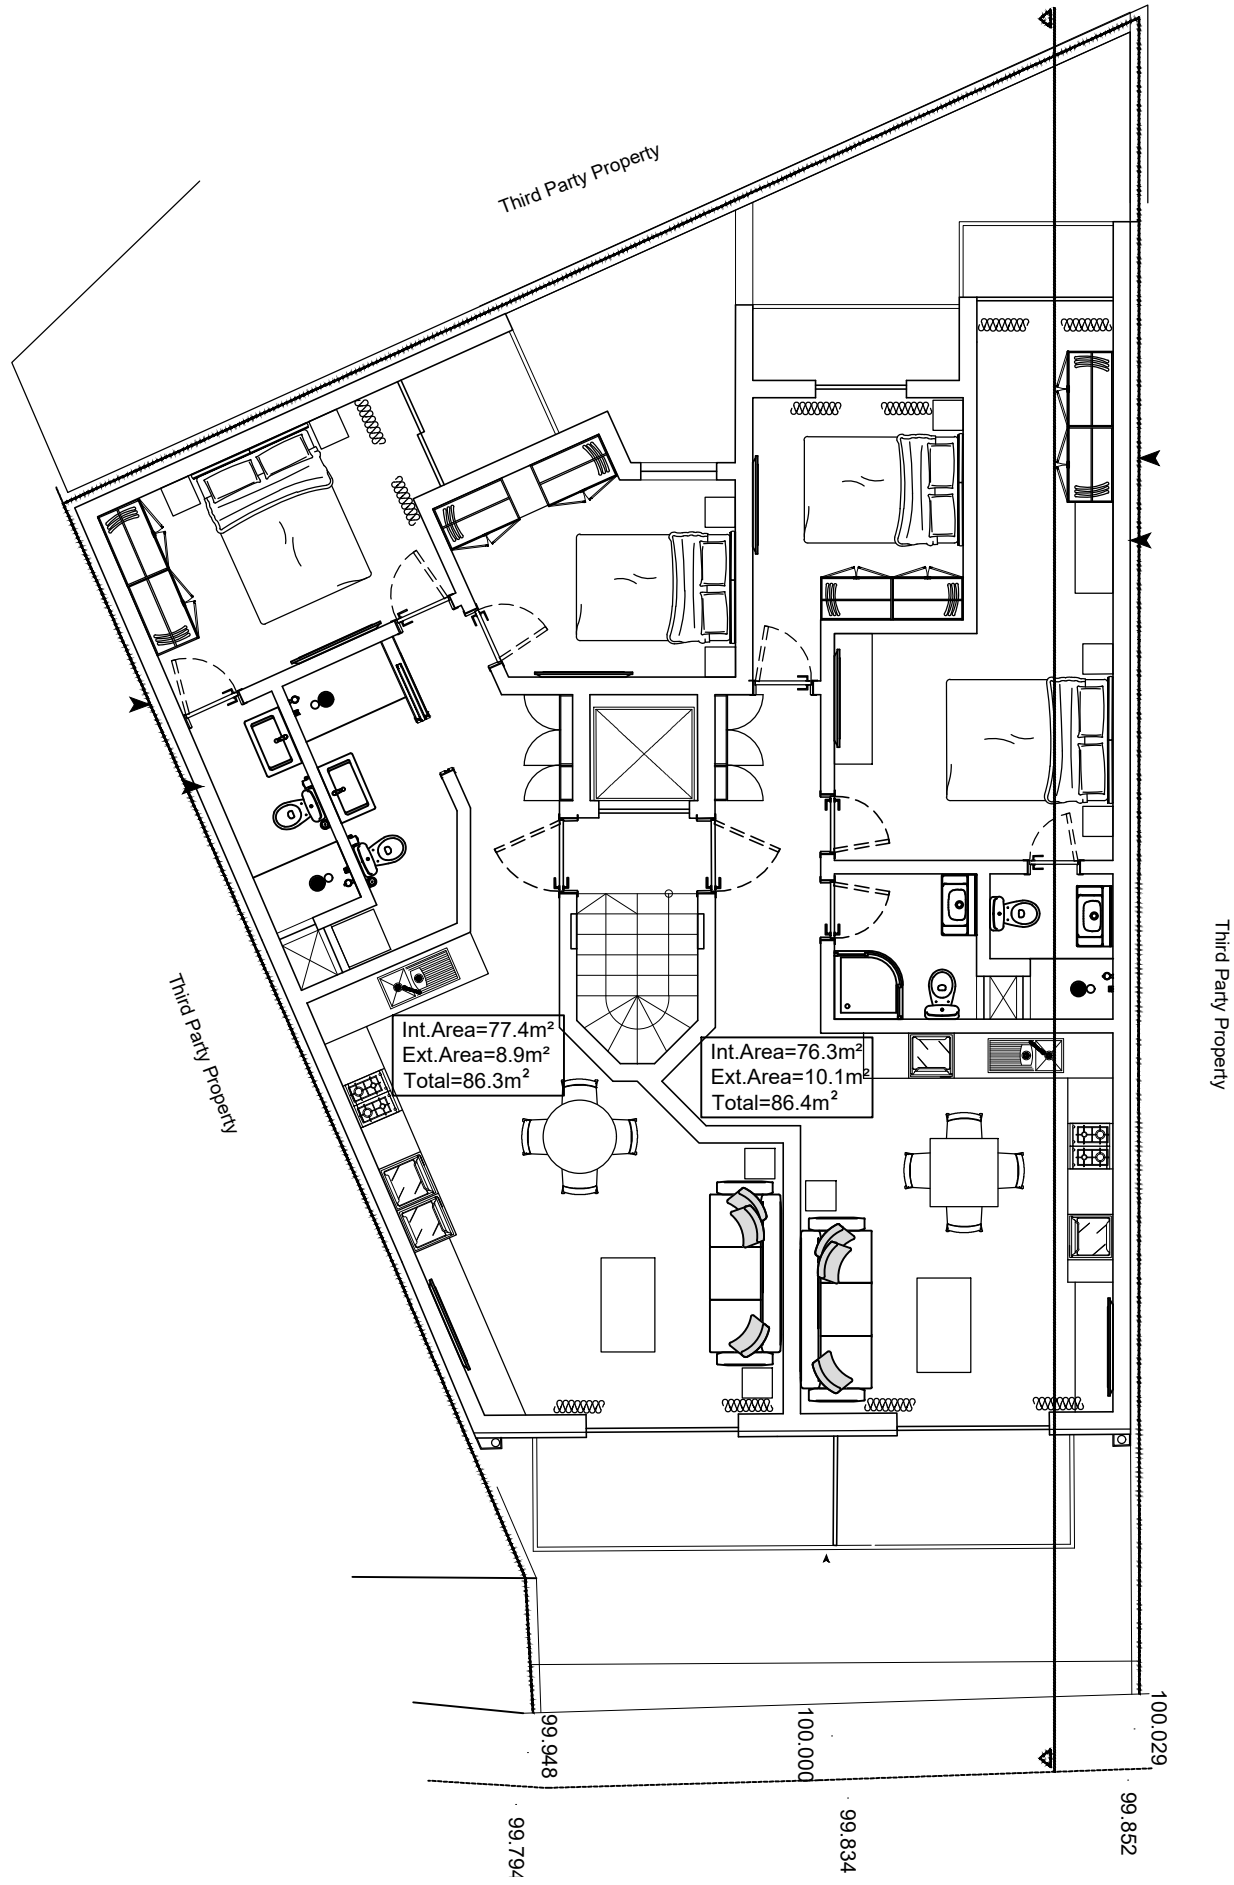 Third Party Property
Third Party Property
Third Party Property
Int.Area=77.4m²
Ext.Area=8.9m²
Total=86.3m²
Int.Area=76.3m²
Ext.Area=10.1m²
Total=86.4m²
99.948
100.000
100.029
99.794
99.834
99.852